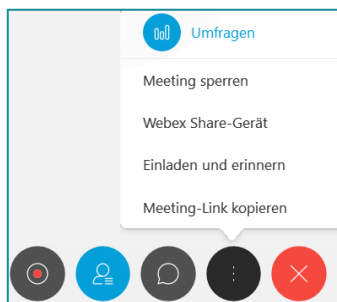 Umfragen
Meeting sperren
Webex Share-Gerät
Einladen und erinnern
Meeting-Link kopieren